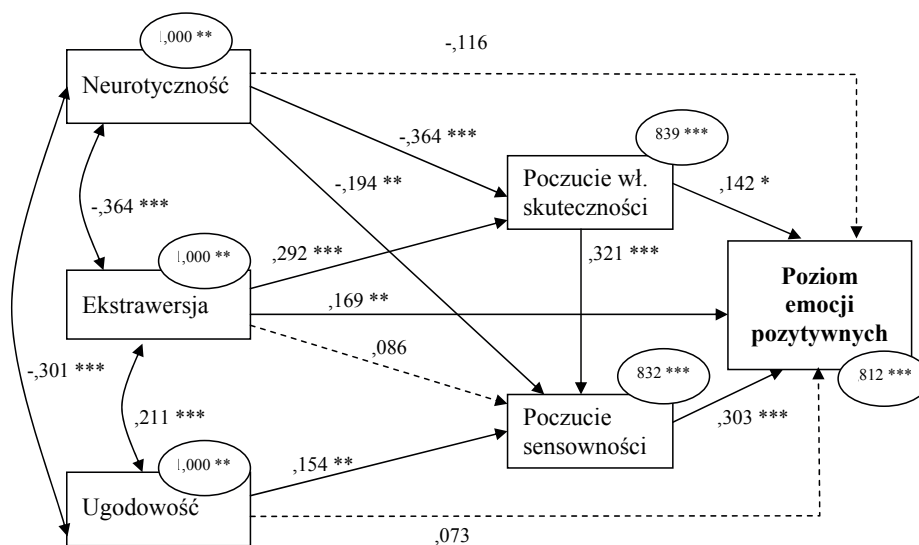 1,000 **
-,116
Neurotyczność
-,364 ***
839 ***
-,194 **
Poczucie wł.
skuteczności
,142 *
-,364 ***
1,000 **
,292 ***
,321 ***
Ekstrawersja
,169 **
Poziom
emocji
pozytywnych
,086
-,301 ***
832 ***
812 ***
,211 ***
Poczucie
sensowności
,303 ***
1,000 **
,154 **
Ugodowość
,073